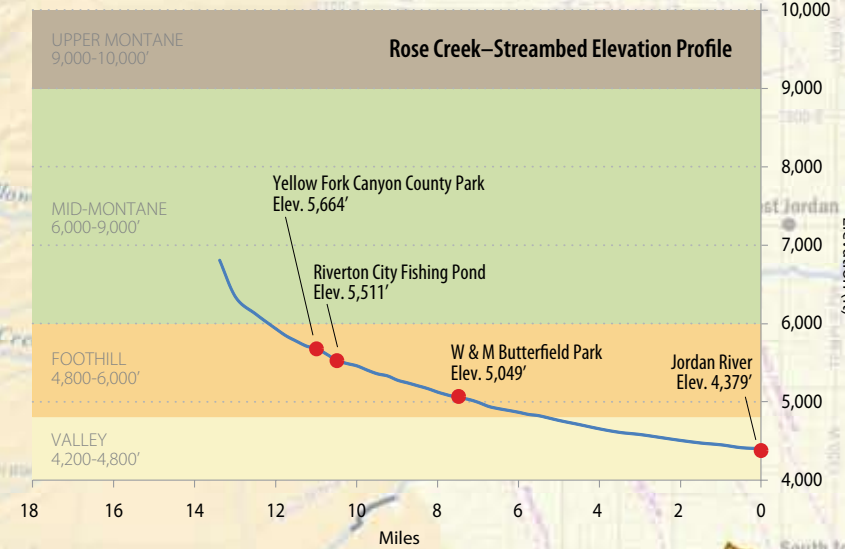 Rose Creek–Streambed Elevation Profile
UPPER MONTANE
9,000-10,000’
MID-MONTANE
6,000-9,000’
FOOTHILL
4,800-6,000’
VALLEY
4,200-4,800’
Yellow Fork Canyon County Park
Elev. 5,664’
Riverton City Fishing Pond
Elev. 5,511’
W & M Butterfield Park
Elev. 5,049’
Jordan River
Elev. 4,379’
10,000
9,000
8,000
7,000
6,000
5,000
4,000
18 16 14 12 10 8 6 4 2 0
Miles
st Jordan